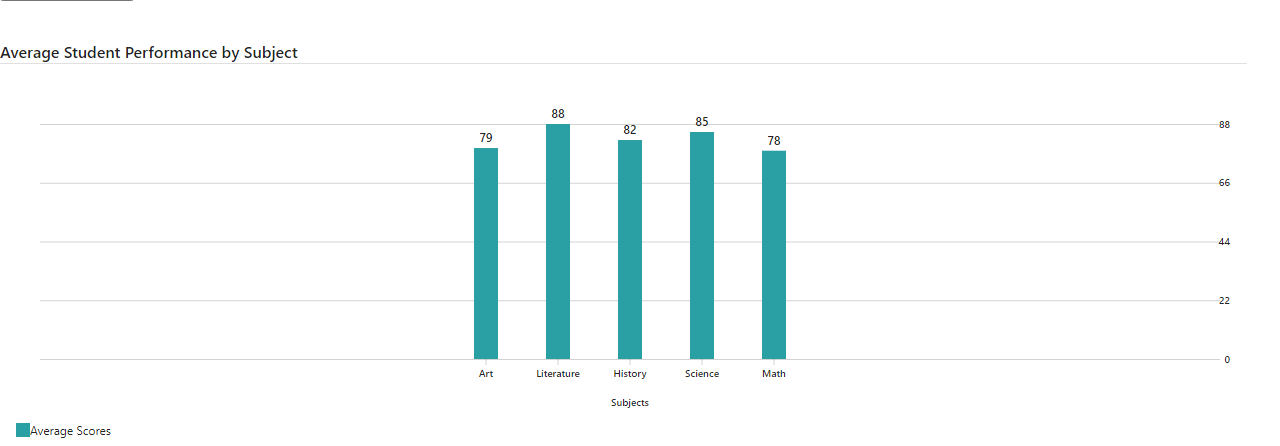 Average Student Performance by Subject
88
79
82
85
78
88
66
44
22
0
Art Literature History Science Math
Subjects
Average Scores